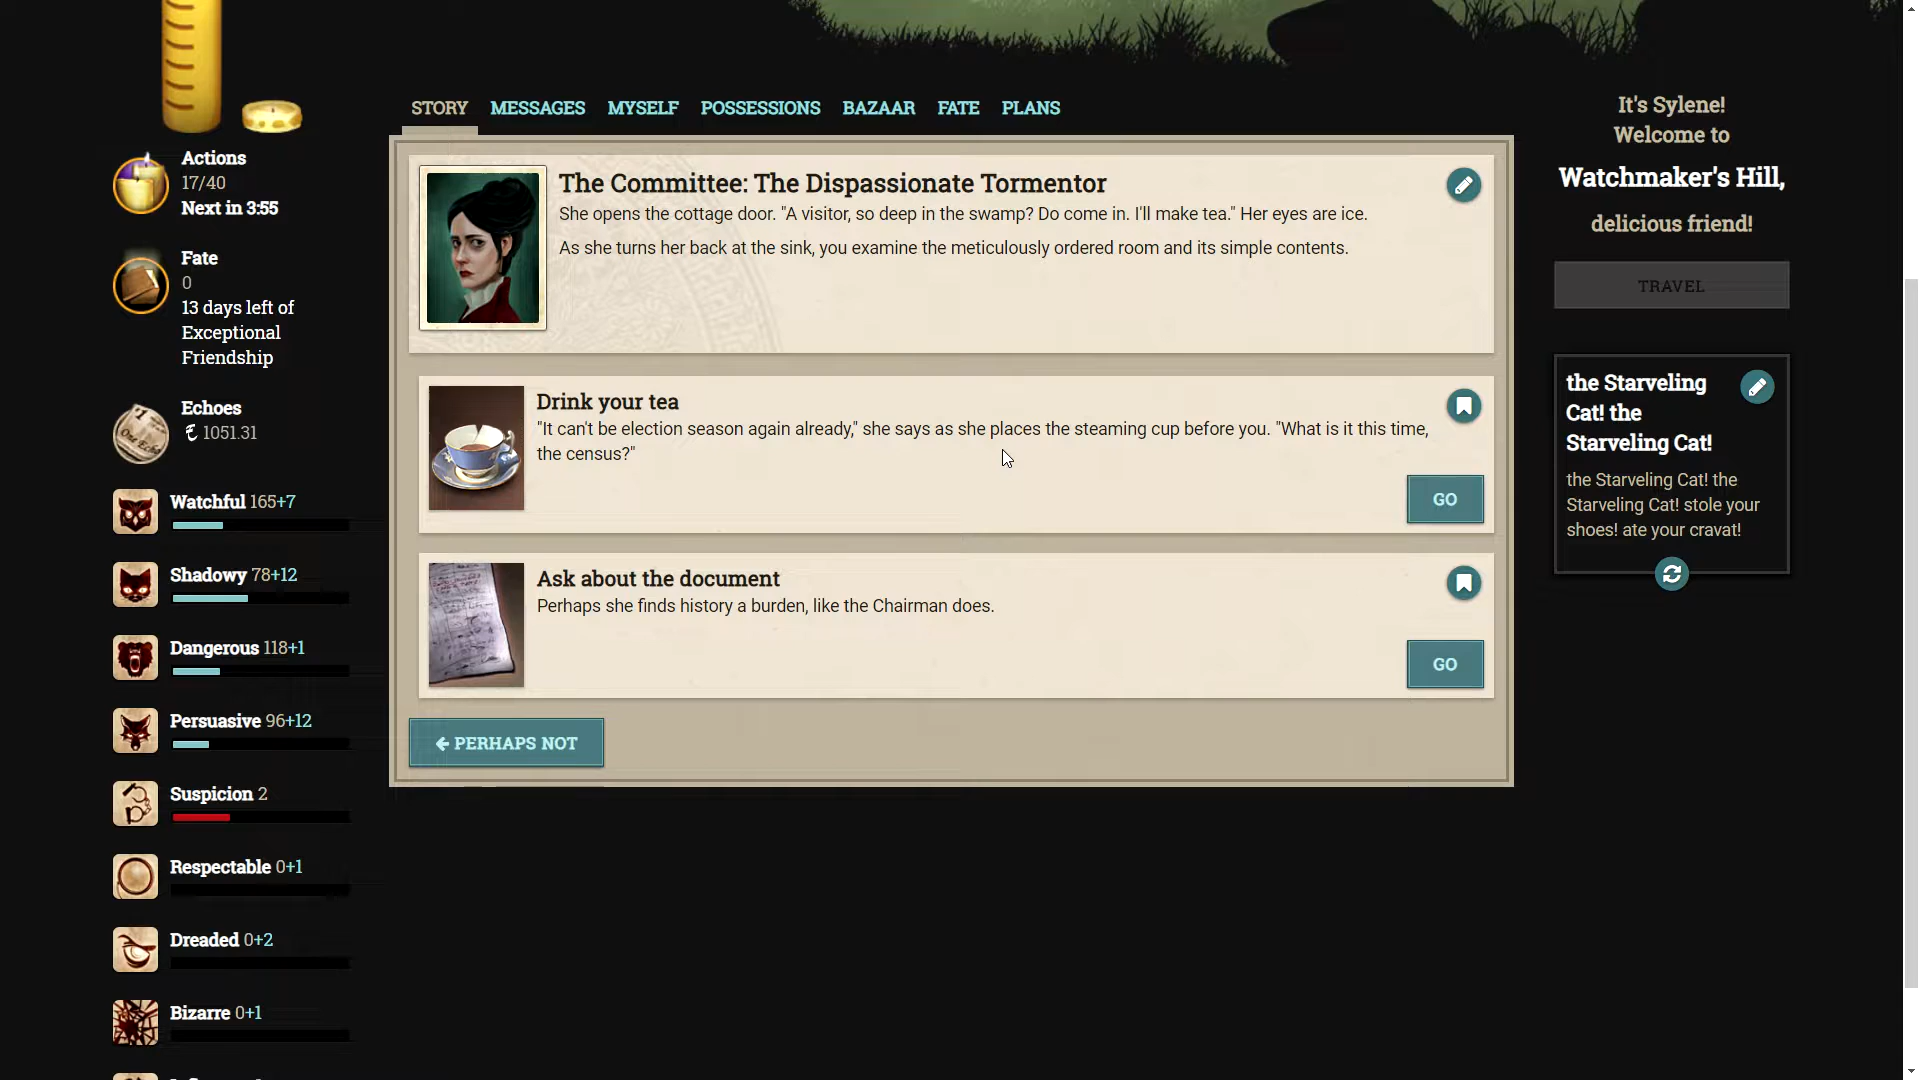 STORY
MESSAGES
MYSELF
POSSESSIONS
BAZAAR
FATE
PLANS
Actions
17/40
Next in 3:55
Fate
0
13 days left of
Exceptional
Friendship
Echoes
1051.31
Watchful 165+7
Shadowy 78+12
Dangerous 118+1
Persuasive 96+12
Suspicion 2
Respectable 0+1
Dreaded 0+2
Bizarre 0+1
The Committee: The Dispassionate Tormentor
She opens the cottage door. "A visitor, so deep in the swamp? Do come in. I'll make tea." Her eyes are ice.
As she turns her back at the sink, you examine the meticulously ordered room and its simple contents.
Drink your tea
"It can't be election season again already," she says as she places the steaming cup before you. "What is it this time,
the census?"
GO
Ask about the document
Perhaps she finds history a burden, like the Chairman does.
GO
PERHAPS NOT
It's Sylene!
Welcome to
Watchmaker's Hill,
delicious friend!
TRAVEL
the Starveling
Cat! the
Starveling Cat!
the Starveling Cat! the
Starveling Cat! stole your
shoes! ate your cravat!